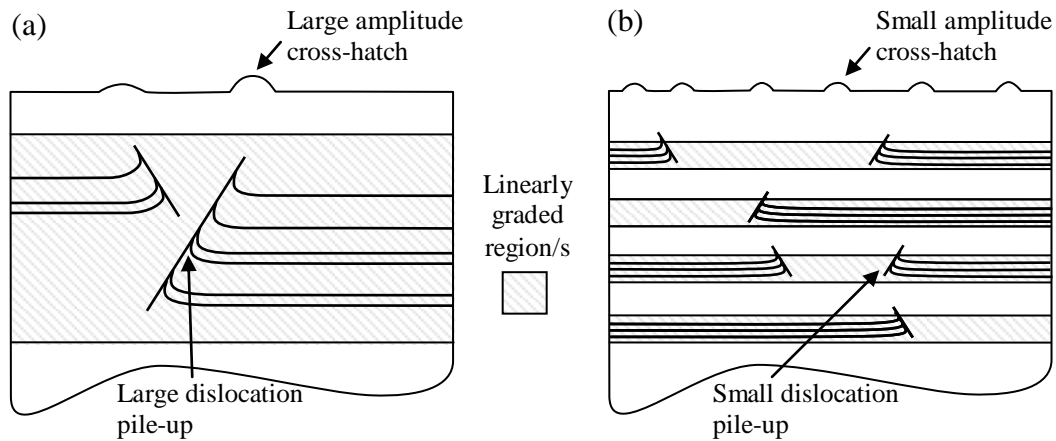 (a)
Large amplitude
cross-hatch
Large dislocation
pile-up
Linearly
graded
region/s
(b)
Small amplitude
cross-hatch
Small dislocation
pile-up